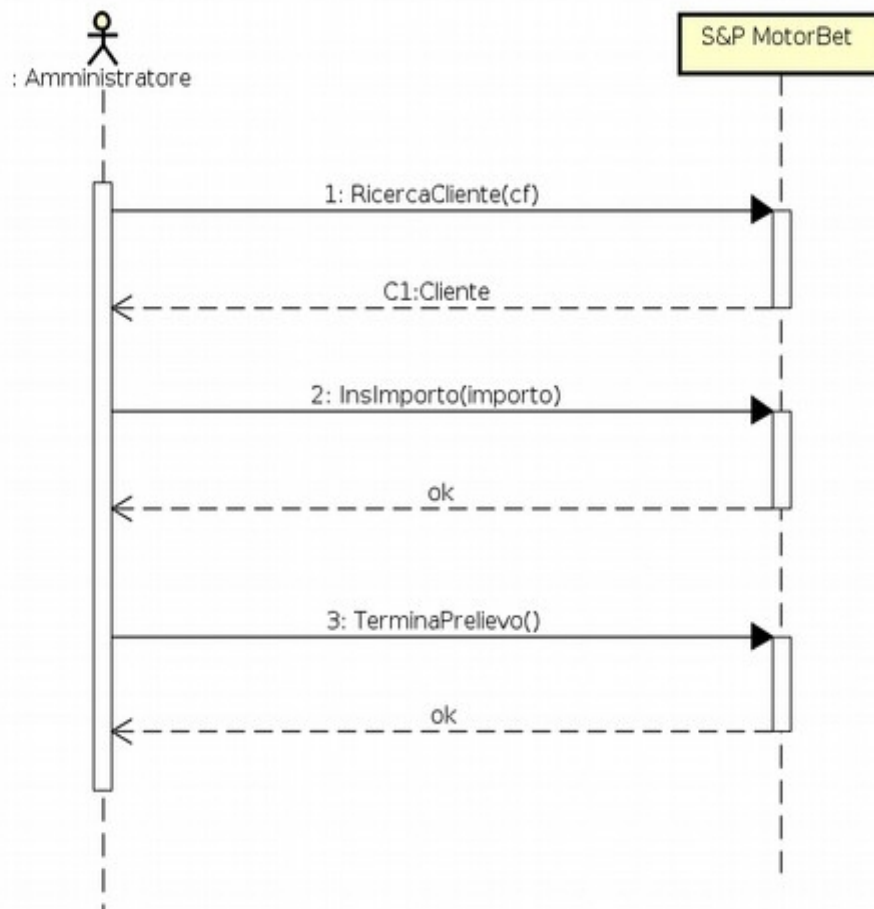 : Amministratore
S&P MotorBet
1: RicercaCliente(cf)
C1:Cliente
2: InsImporto(importo)
ok
3: TerminaPrelievo()
ok